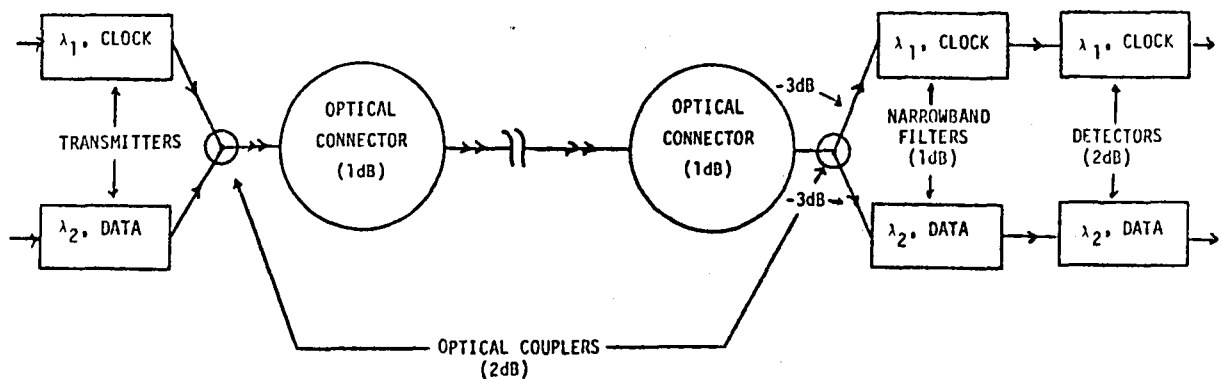 λ1, CLOCK
TRANSMITTERS
λ2, DATA
OPTICAL
CONNECTOR
(1dB)
OPTICAL
CONNECTOR
(1dB)
-3dB
-3dB
λ1, CLOCK
NARROWBAND
FILTERS
(1dB)
λ2, DATA
λ1, CLOCK
DETECTORS
(2dB)
λ2, DATA
OPTICAL COUPLERS
(2dB)